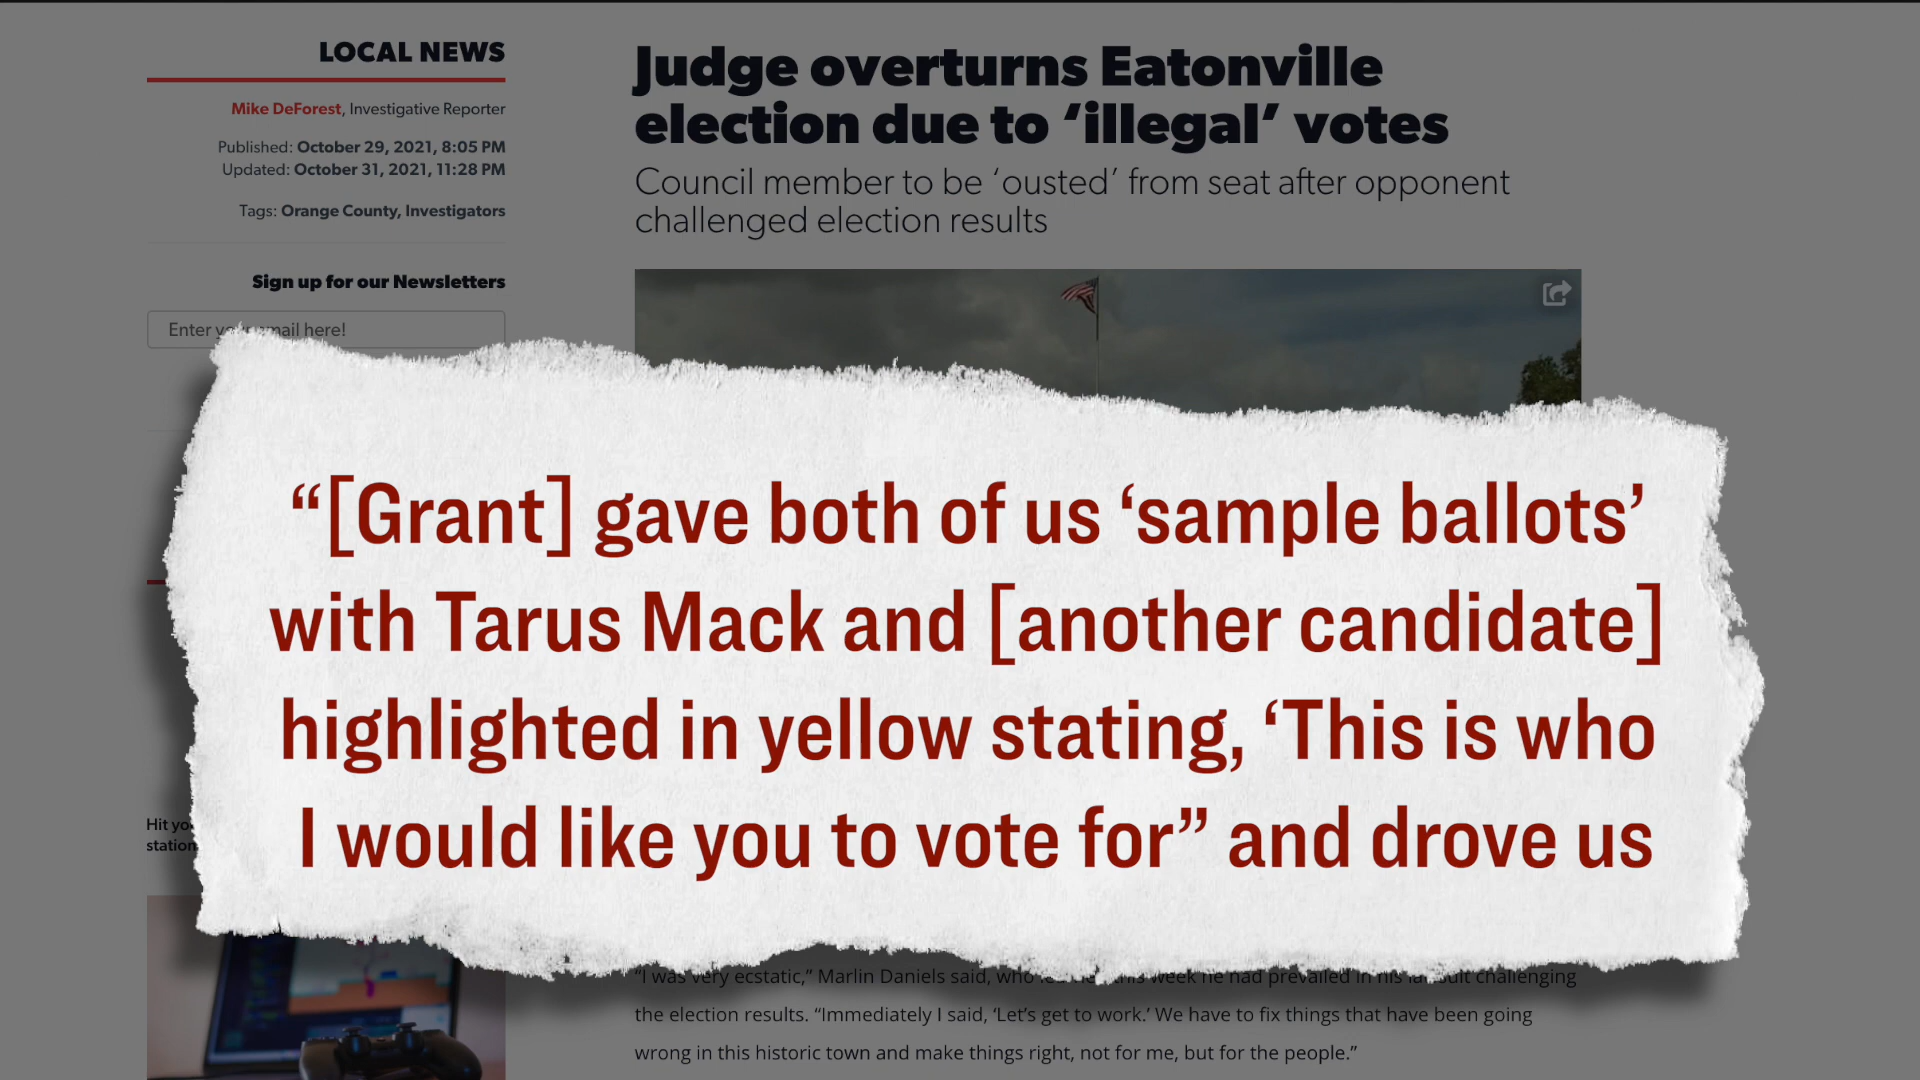 LOCAL NEWS
Mike DeForest, Investigative Reporter
Published: October 29, 2021, 8:05 PM
Updated: October 31, 2021, 11:28 PM
Tags: Orange County, Investigators
Sign up for our Newsletters
Enter your email here!
Judge overturns Eatonville
election due to ‘illegal’ votes
Council member to be ‘ousted’ from seat after opponent
challenged election results
“[Grant] gave both of us ‘sample ballots’
with Tarus Mack and [another candidate]
highlighted in yellow stating, ‘This is who
I would like you to vote for” and drove us
Hit
station
“I was very ecstatic,” Marlin Daniels said, who learned this week he had prevailed in his lawsuit challenging
the election results. “Immediately I said, ‘Let’s get to work.’ We have to fix things that have been going
wrong in this historic town and make things right, not for me, but for the people.”